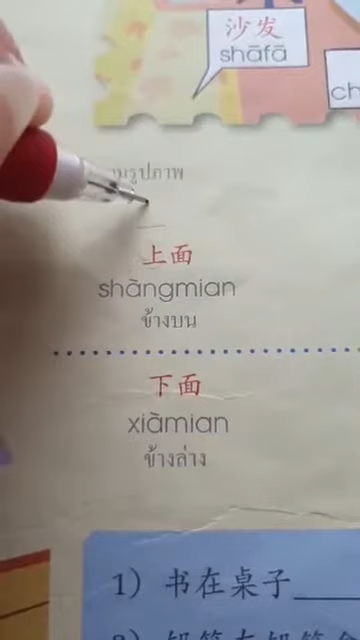 沙发
shāfā
ch
รูปภาพ
上面
shàngmian
ข้างบน
下面
xiàmian
ข้างล่าง
1) 书在桌子